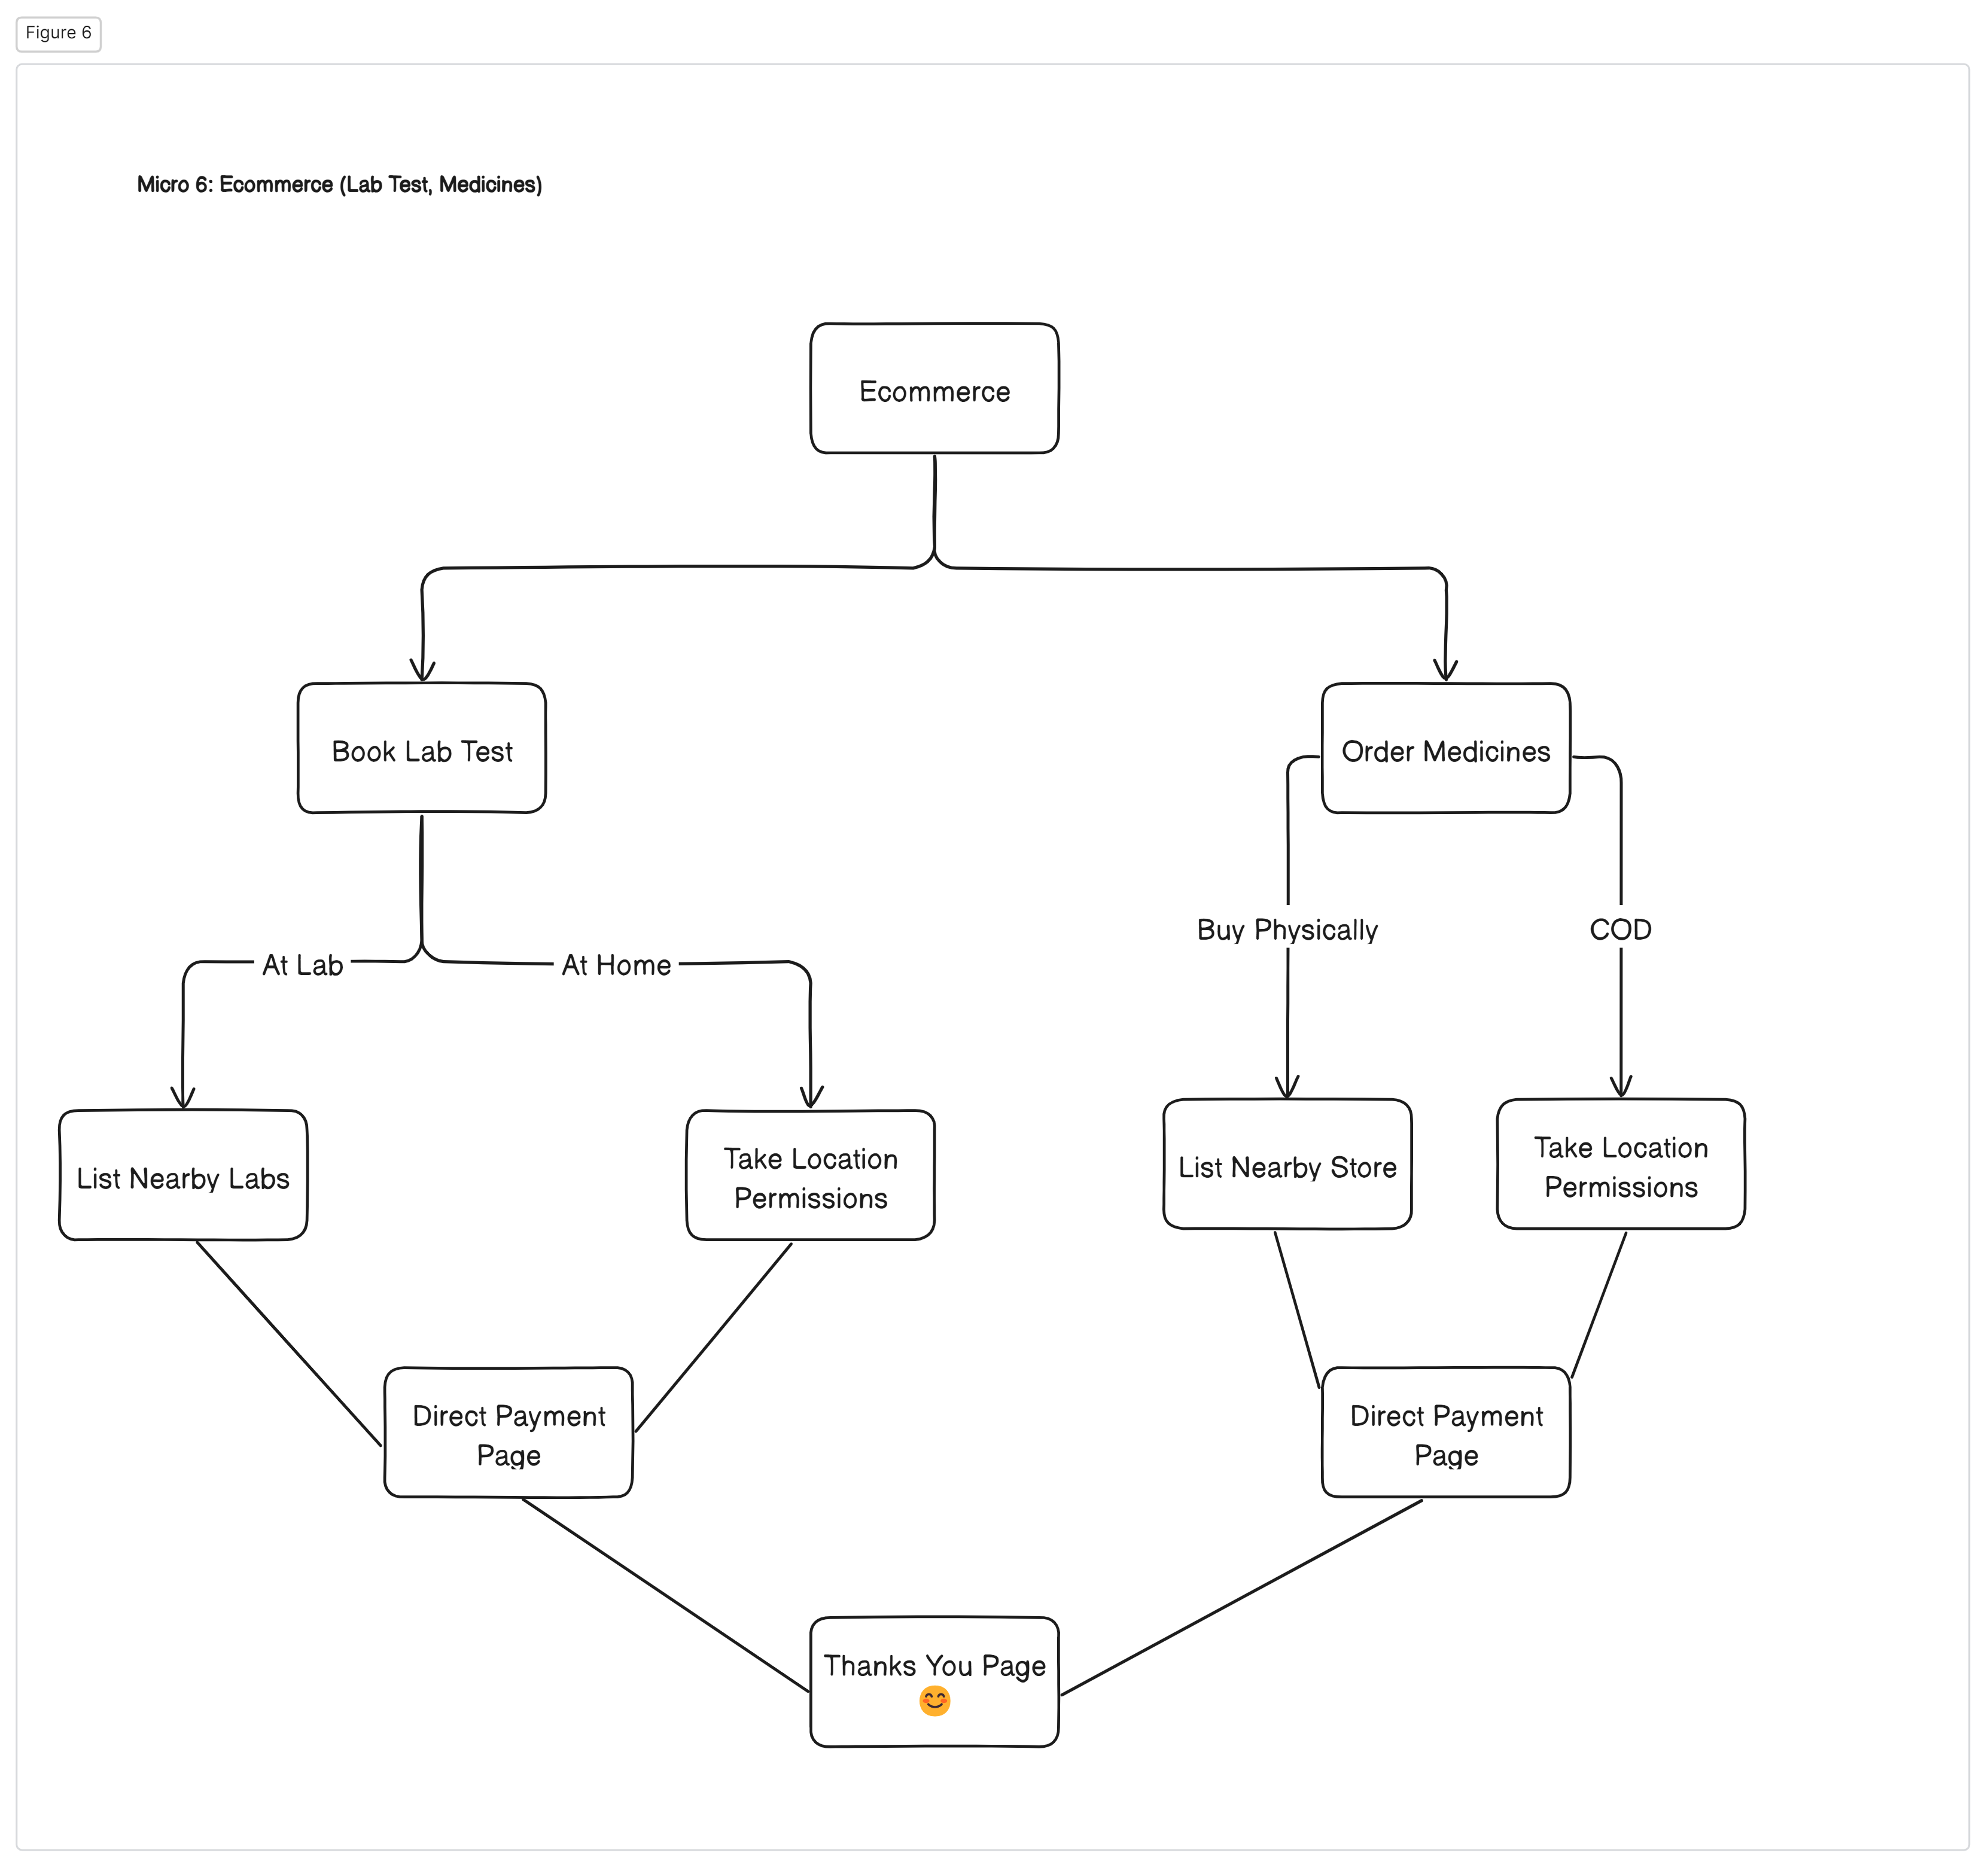 Figure 6
Micro 6: Ecommerce (Lab Test, Medicines)
Ecommerce
Book Lab Test
Order Medicines
Buy Physically
COD
At Lab
At Home
List Nearby Labs
Take Location
Permissions
List Nearby Store
Take Location
Permissions
Direct Payment
Page
Direct Payment
Page
Thanks You Page
😊